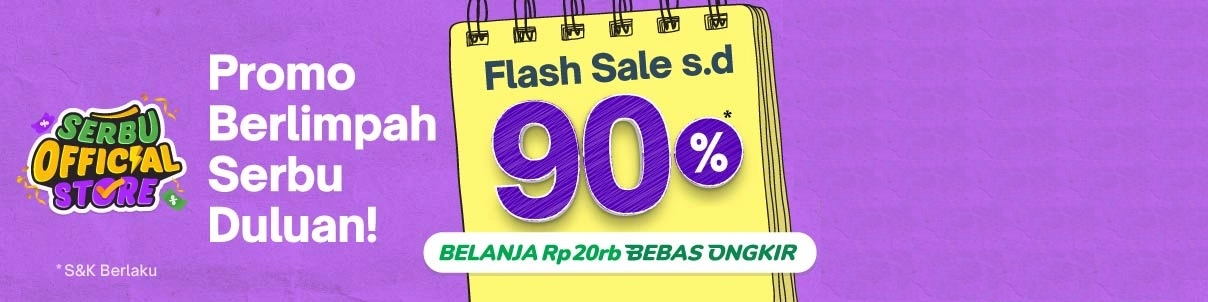 SERBU
OFFICIAL
STORE
Promo
Berlimpah
Serbu
Duluan!
*S&K Berlaku
Flash Sale s.d
90%*
BELANJA Rp20rb BEBAS ONGKIR